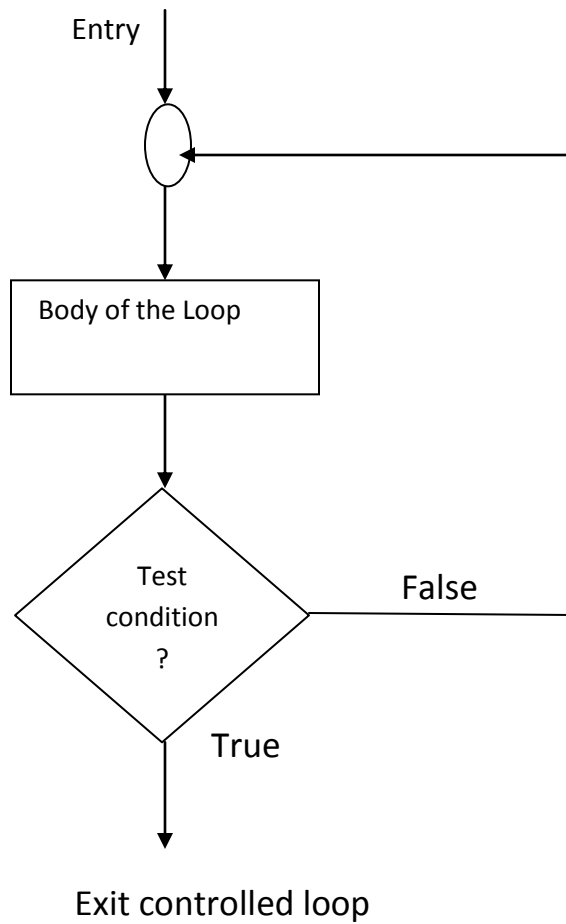 Entry
Body of the Loop
Test
condition
?
False
True
Exit controlled loop